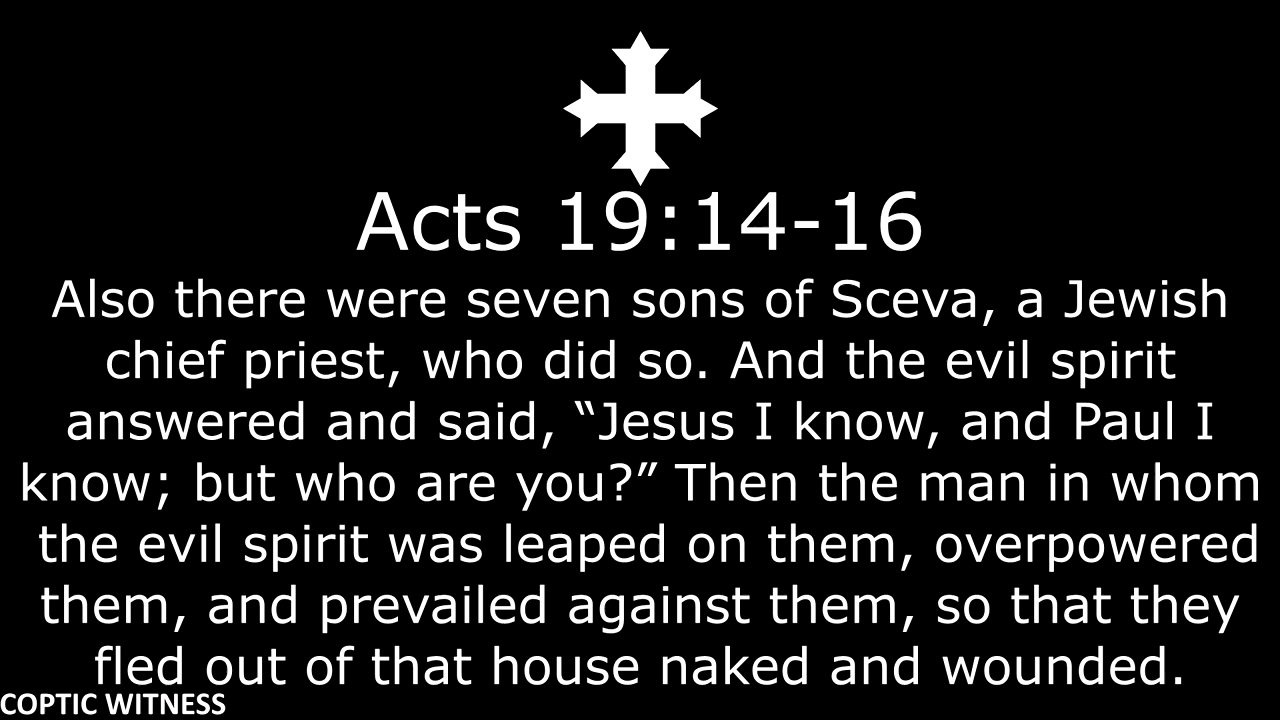 Acts 19:14-16
Also there were seven sons of Sceva, a Jewish
chief priest, who did so. And the evil spirit
answered and said, “Jesus I know, and Paul I
know; but who are you?” Then the man in whom
the evil spirit was leaped on them, overpowered
them, and prevailed against them, so that they
fled out of that house naked and wounded.
COPTIC WITNESS